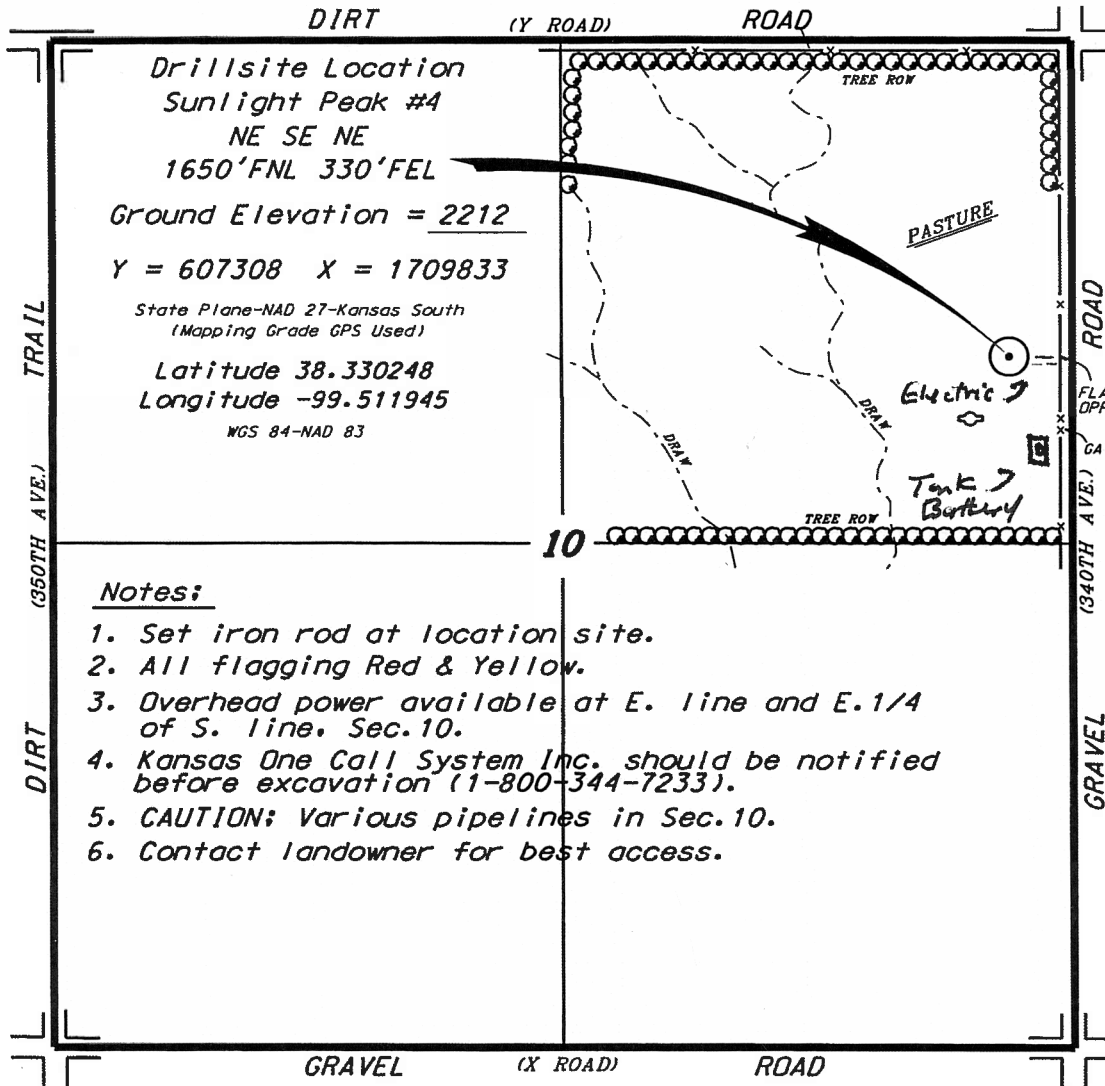 DIRT (Y ROAD) ROAD
Drillsite Location
Sunlight Peak #4
NE SE NE
1650'FNL 330'FEL
Ground Elevation = 2212
Y = 607308 X = 1709833
State Plane-NAD 27-Kansas South
(Mapping Grade GPS Used)
Latitude 38.330248
Longitude -99.511945
WGS 84-NAD 83
TREE ROW
PASTURE
Electric
DRAW
DRAW
Tank
Battery
TREE ROW
10
FLA
OPP
GA
DIRT (350TH AVE.) TRAIL
GRAVEL (340TH AVE.) ROAD
Notes:
1. Set iron rod at location site.
2. All flagging Red & Yellow.
3. Overhead power available at E. line and E.1/4
of S. line. Sec.10.
4. Kansas One Call System Inc. should be notified
before excavation (1-800-344-7233).
5. CAUTION: Various pipelines in Sec.10.
6. Contact landowner for best access.
GRAVEL (X ROAD) ROAD